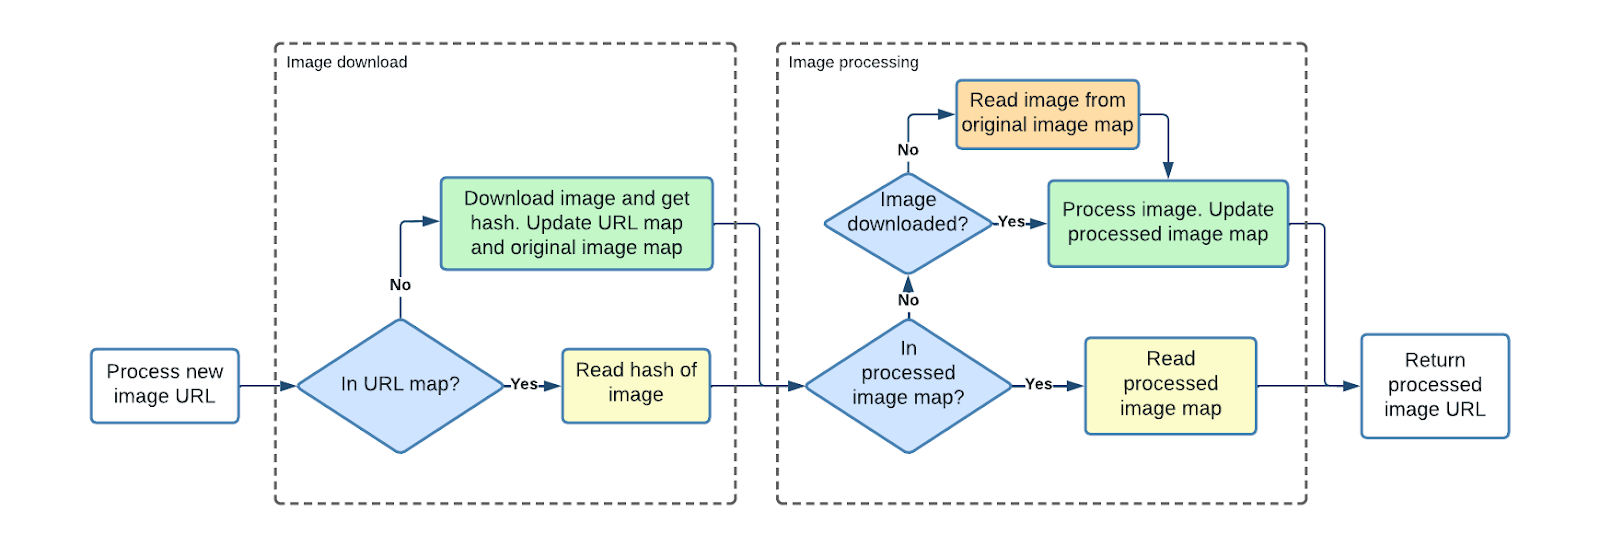 Image download
Image processing
Read image from
original image map
No
Download image and get
hash. Update URL map
and original image map
Image
downloaded?
Yes
Process image. Update
processed image map
No
No
Process new
image URL
In URL map?
Yes
Read hash of
image
In
processed
image map?
Yes
Read
processed
image map
Return
processed
image URL